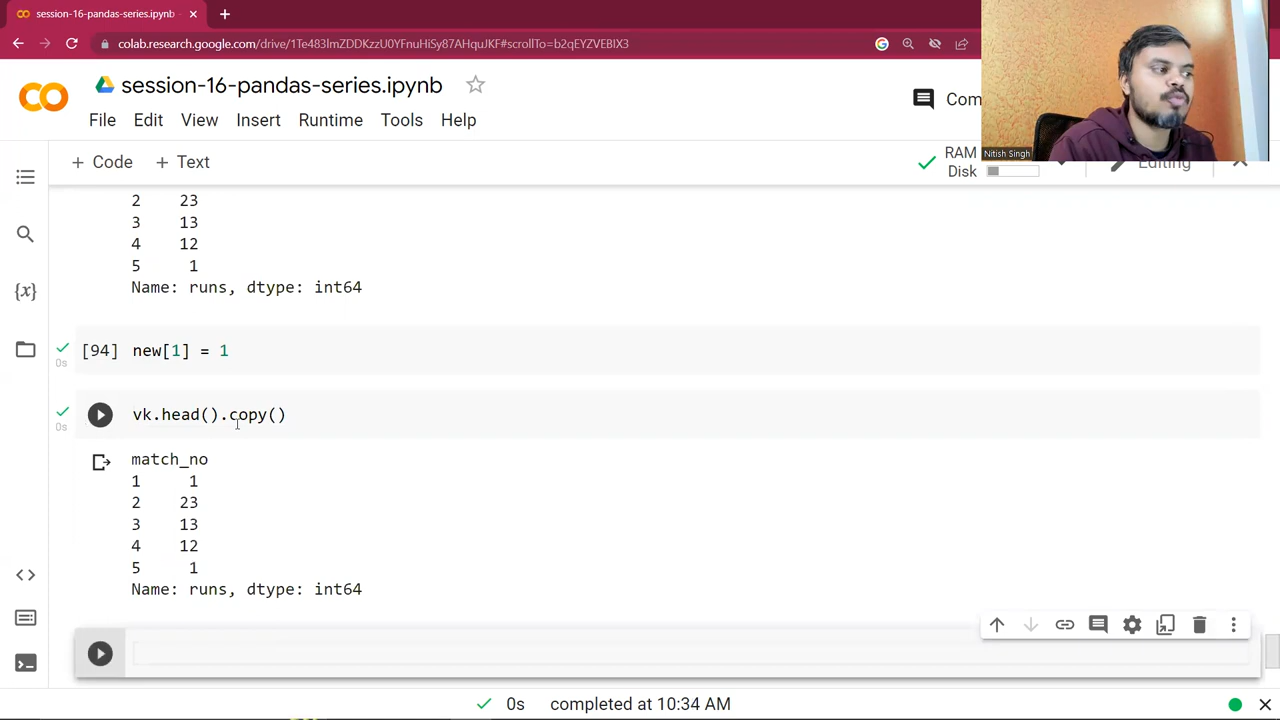 session-16-pandas-series.ipynb
colab.research.google.com/drive/1Te483lmZDDKzzU0YFnuHiSy87AHquJKF#scrollTo=b2qEYZVEBIX3
session-16-pandas-series.ipynb
File Edit View Insert Runtime Tools Help
Com
Nitish Singh
+ Code + Text
RAM
Disk
Editing
2 23
3 13
4 12
5 1
Name: runs, dtype: int64
[94] new[1] = 1
0s
vk.head().copy()
0s
match_no
1 1
2 23
3 13
4 12
5 1
Name: runs, dtype: int64
0s completed at 10:34 AM